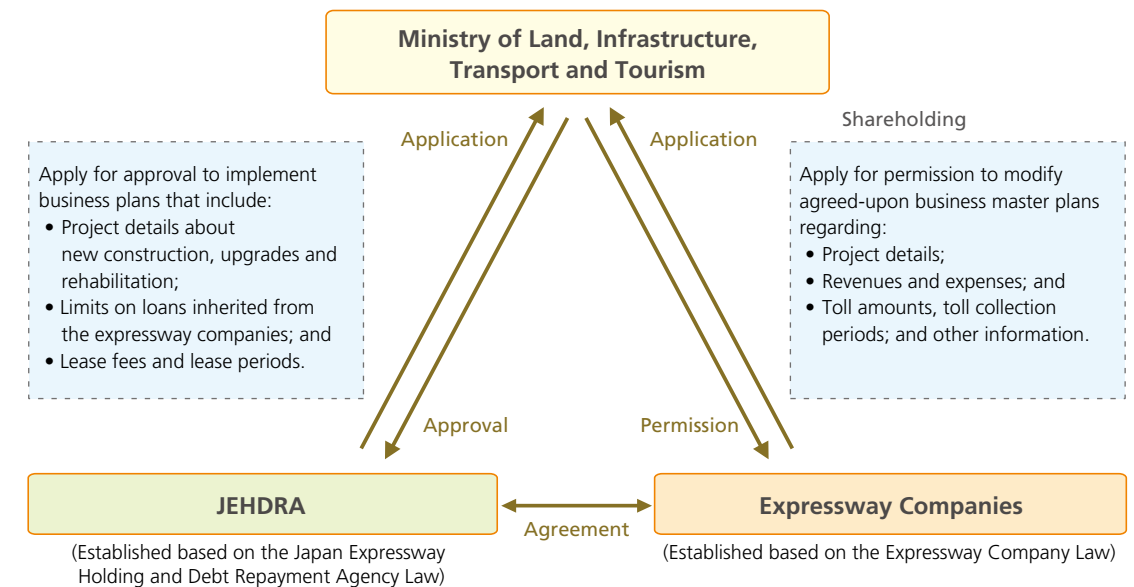 Ministry of Land, Infrastructure,
Transport and Tourism
Application
Application
Shareholding
Apply for approval to implement
business plans that include:
• Project details about
new construction, upgrades and
rehabilitation;
• Limits on loans inherited from
the expressway companies; and
• Lease fees and lease periods.
Apply for permission to modify
agreed-upon business master plans
regarding:
• Project details;
• Revenues and expenses; and
• Toll amounts, toll collection
periods; and other information.
Approval
Permission
JEHDRA
Agreement
Expressway Companies
(Established based on the Japan Expressway
Holding and Debt Repayment Agency Law)
(Established based on the Expressway Company Law)